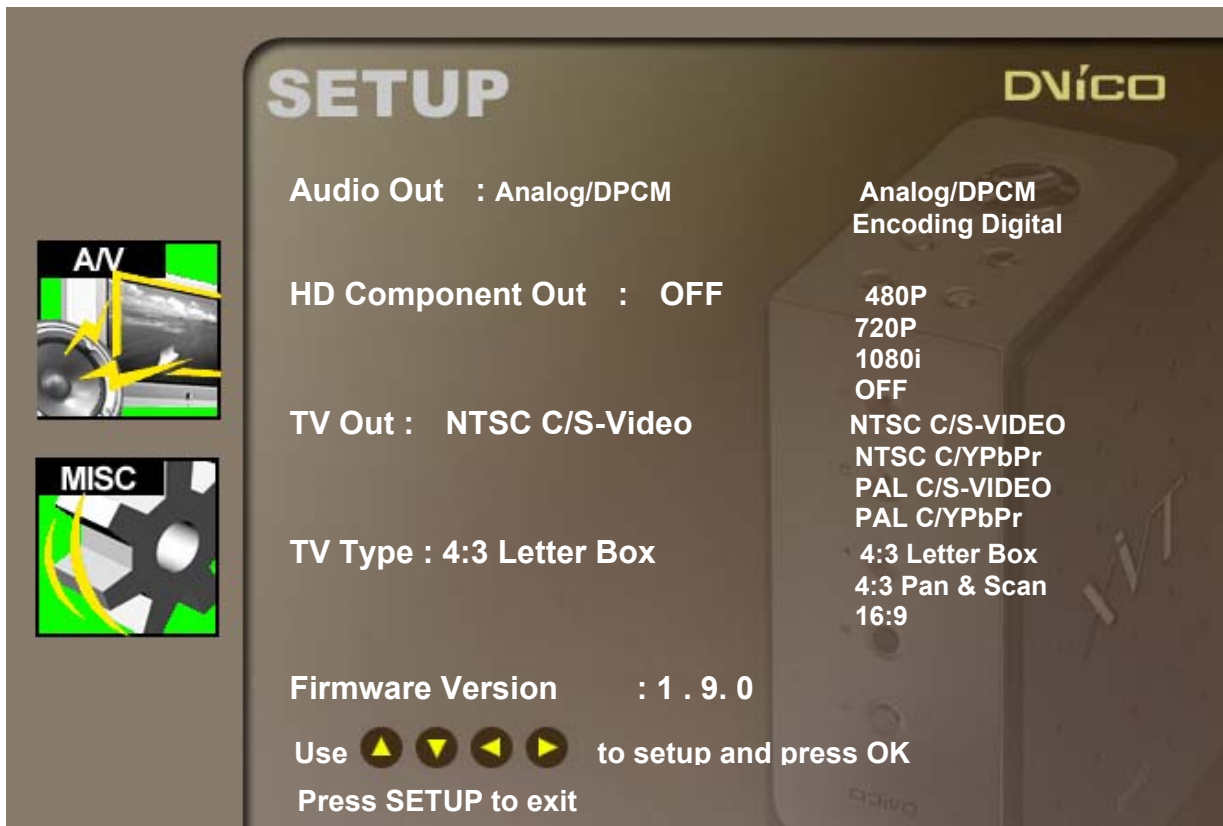 SETUP
DVico
Audio Out : Analog/DPCM
Analog/DPCM
Encoding Digital
A/V
HD Component Out : OFF
480P
720P
1080i
OFF
TV Out : NTSC C/S-Video
NTSC C/S-VIDEO
NTSC C/YPbPr
PAL C/S-VIDEO
PAL C/YPbPr
MISC
TV Type : 4:3 Letter Box
4:3 Letter Box
4:3 Pan & Scan
16:9
Firmware Version : 1 . 9. 0
Use to setup and press OK
Press SETUP to exit